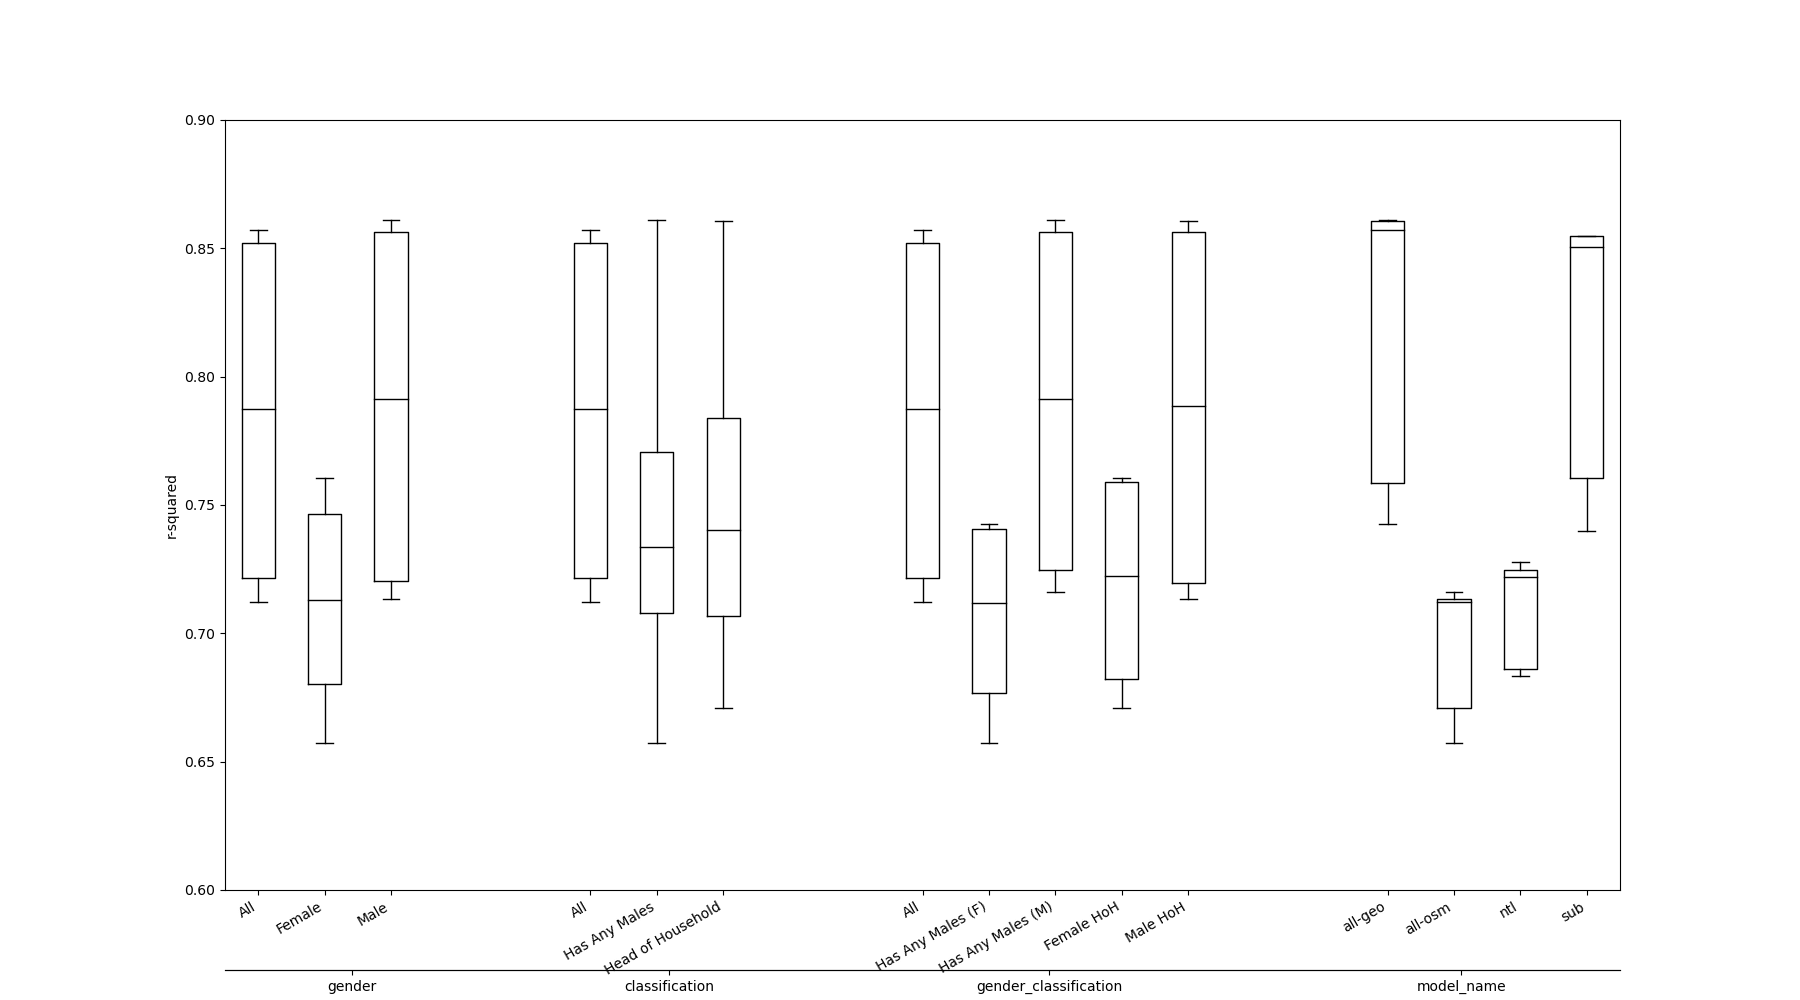 0.90
0.85
0.80
0.75
0.70
0.65
0.60
r-squared
All
Female
Male
All
Has Any Males
Head of Household
All
Has Any Males (F)
Has Any Males (M)
Female HoH
Male HoH
all-geo
all-osm
ntl
sub
gender
classification
gender_classification
model_name